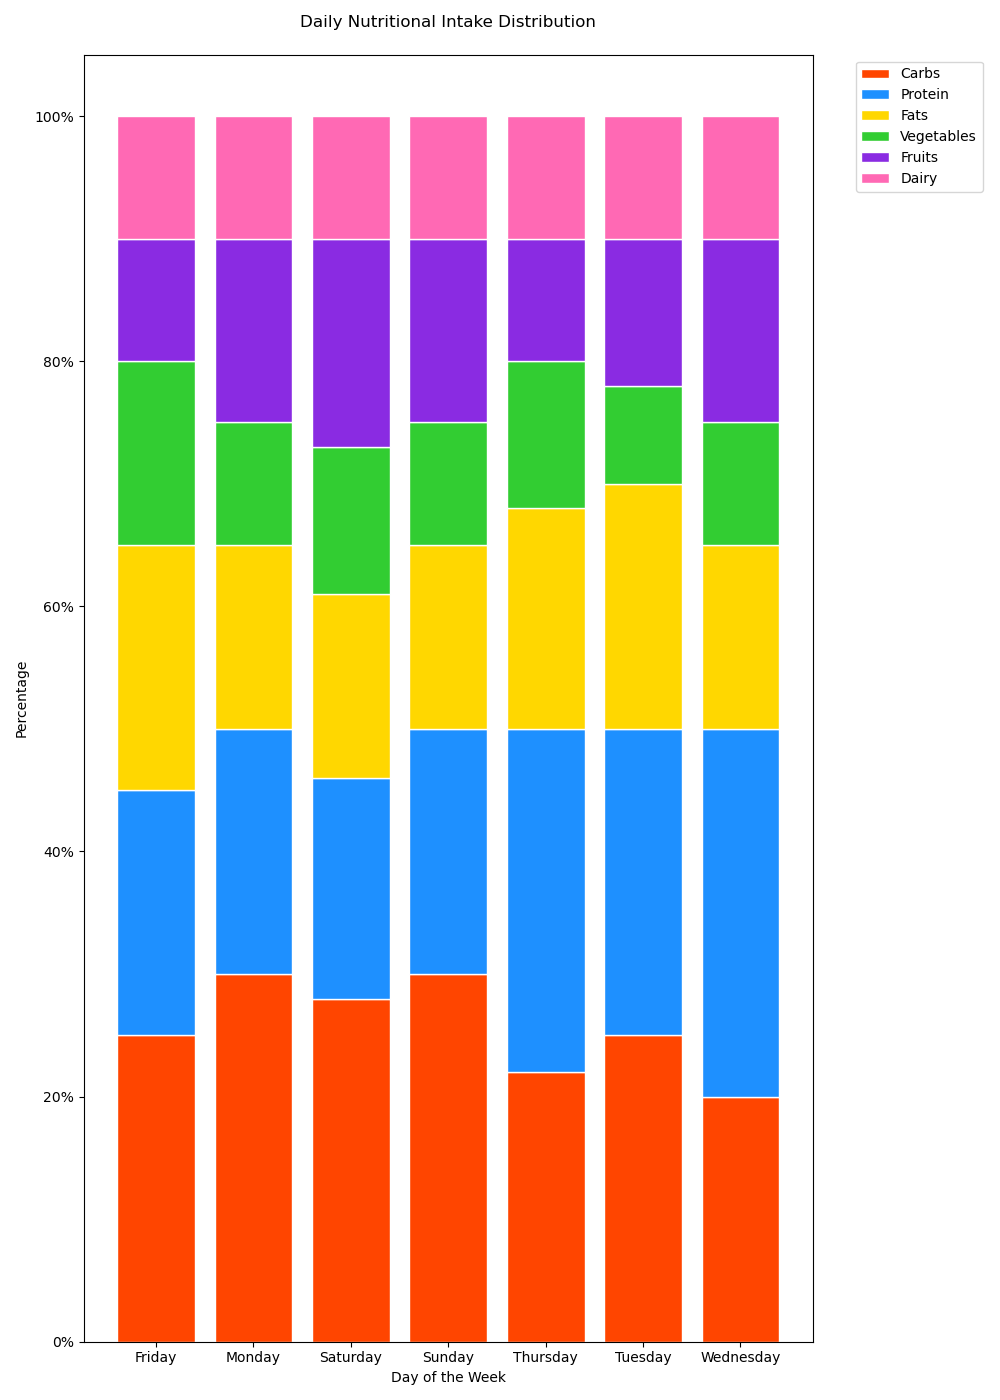 Daily Nutritional Intake Distribution
Carbs
Protein
Fats
Vegetables
Fruits
Dairy
Percentage
100%
80%
60%
40%
20%
0%
Friday Monday Saturday Sunday Thursday Tuesday Wednesday
Day of the Week